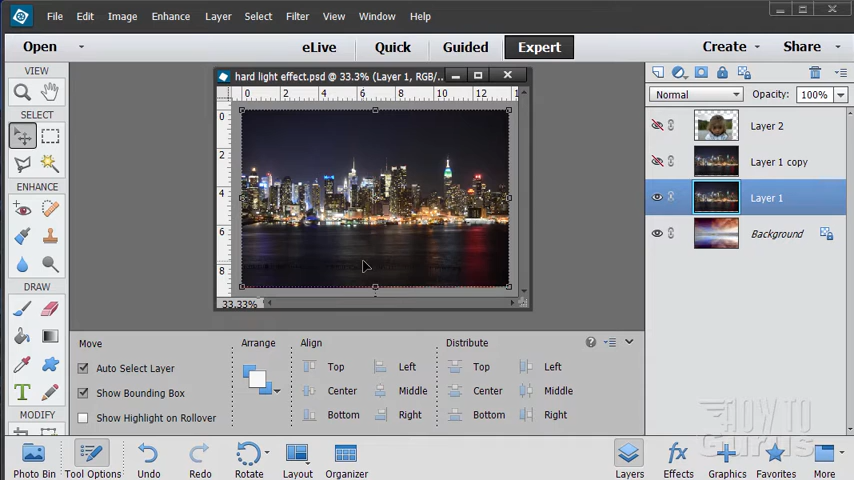 File Edit Image Enhance Layer Select Filter View Window Help
Open eLive Quick Guided Expert Create Share
VIEW
SELECT
ENHANCE
DRAW
MODIFY
hard light effect.psd @ 33.3% (Layer 1, RGB/...
0 2 4 6 8 10 12
0
2
4
6
8
33.33%
Normal Opacity: 100%
Layer 2
Layer 1 copy
Layer 1
Background
Move Arrange Align Distribute
Auto Select Layer Top Left Top Left
Show Bounding Box Center Middle Center Middle
Show Highlight on Rollover Bottom Right Bottom Right
HOW TO
GURUS
Photo Bin Tool Options Undo Redo Rotate Layout Organizer Layers Effects Graphics Favorites More